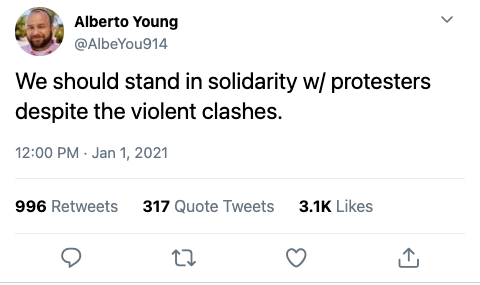 Alberto Young
@AlbeYou914
We should stand in solidarity w/ protesters
despite the violent clashes.
12:00 PM · Jan 1, 2021
996 Retweets 317 Quote Tweets 3.1K Likes